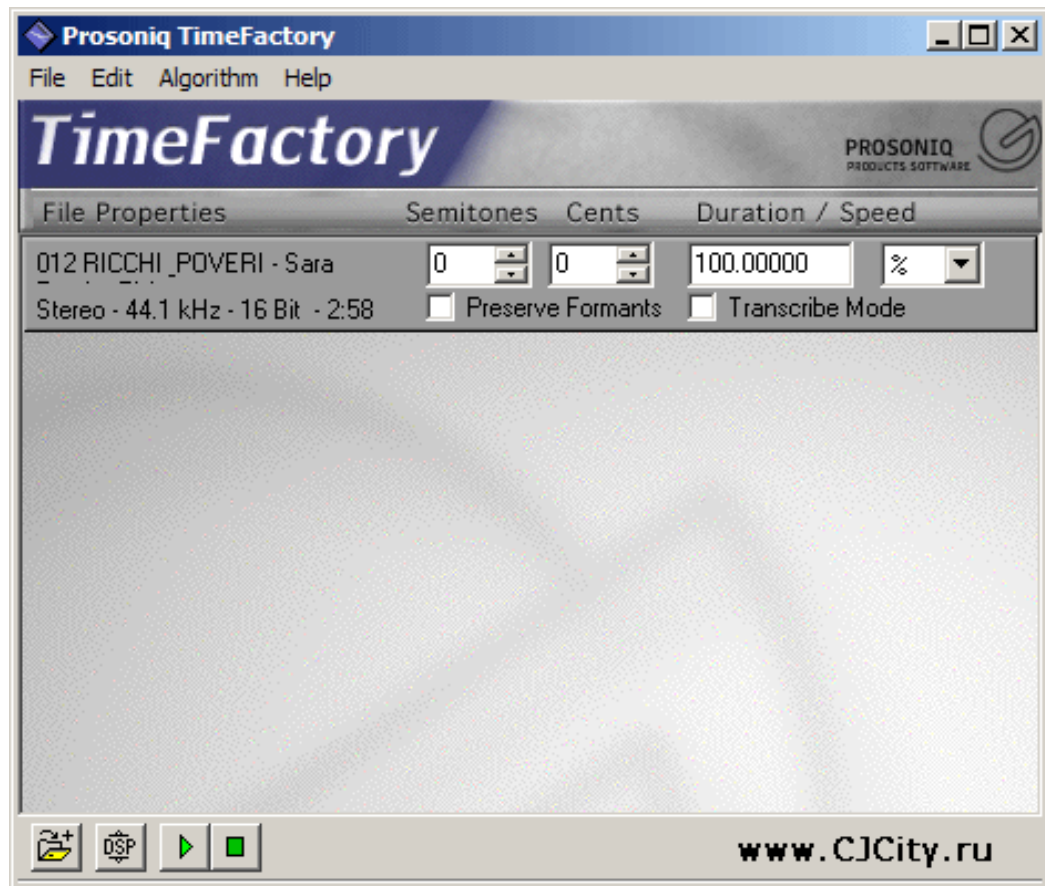 Prosoniq TimeFactory
File Edit Algorithm Help
TimeFactory
PROSONIQ
PRODUCTS SOFTWARE
File Properties Semitones Cents Duration / Speed
012 RICCHI_POVERI - Sara 0 0 100.00000 %
Stereo - 44.1 kHz - 16 Bit - 2:58 Preserve Formants Transcribe Mode
DSP
www.CJCity.ru